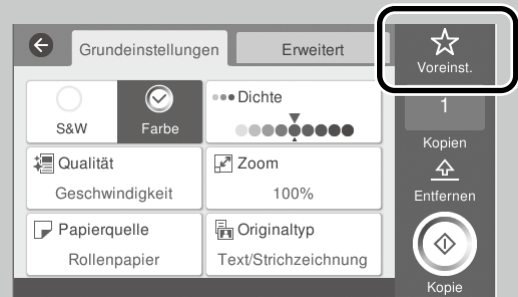 Grundeinstellungen
Erweitert
Voreinst.
S&W
Farbe
Dichte
1
Kopien
Qualität
Geschwindigkeit
Zoom
100%
Entfernen
Papierquelle
Rollenpapier
Originaltyp
Text/Strichzeichnung
Kopie